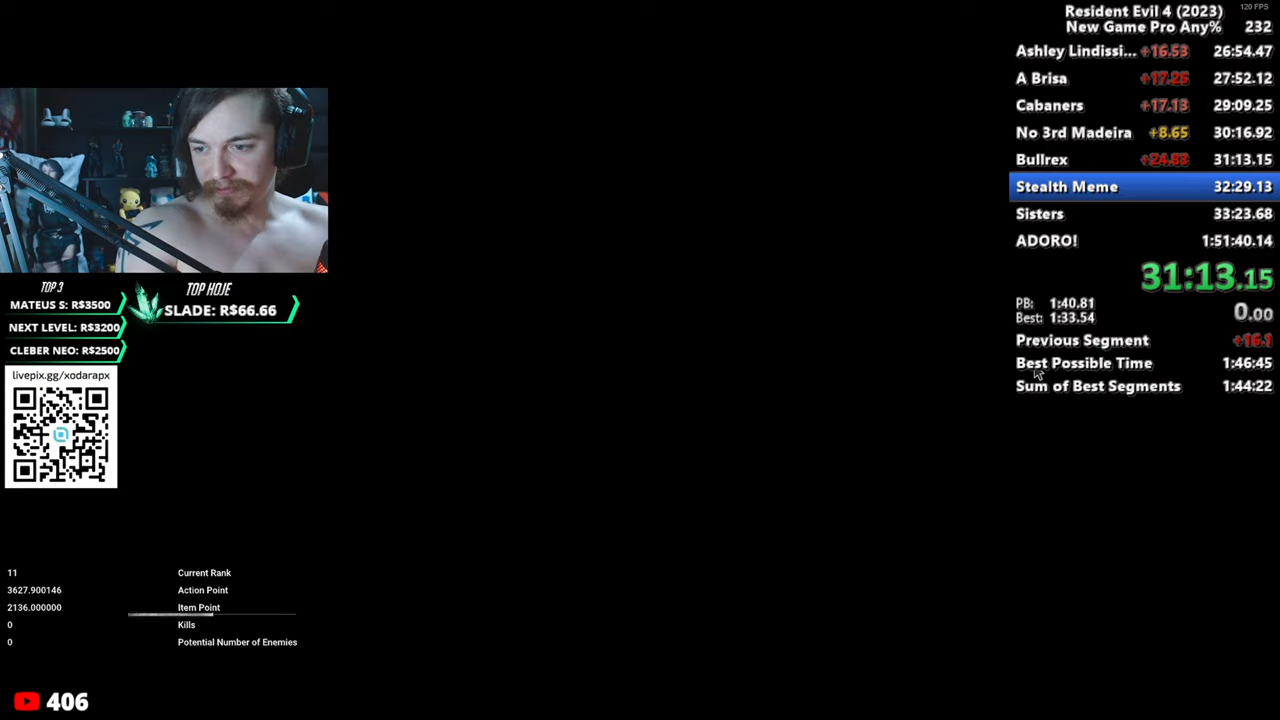 120 FPS
Resident Evil 4 (2023)
New Game Pro Any% 232
Ashley Lindissi... +16.53 26:54.47
A Brisa +17.25 27:52.12
Cabaners +17.13 29:09.25
No 3rd Madeira +8.65 30:16.92
Bullrex +24.83 31:13.15
Stealth Meme 32:29.13
Sisters 33:23.68
ADORO! 1:51:40.14
31:13.15
PB: 1:40.81
Best: 1:33.54
0.00
Previous Segment +16.1
Best Possible Time 1:46:45
Sum of Best Segments 1:44:22
TOP 3
MATEUS S: R$3500
NEXT LEVEL: R$3200
CLEBER NEO: R$2500
TOP HOJE
SLADE: R$66.66
livepix.gg/xodarapx
11 Current Rank
3627.900146 Action Point
2136.000000 Item Point
0 Kills
0 Potential Number of Enemies
406